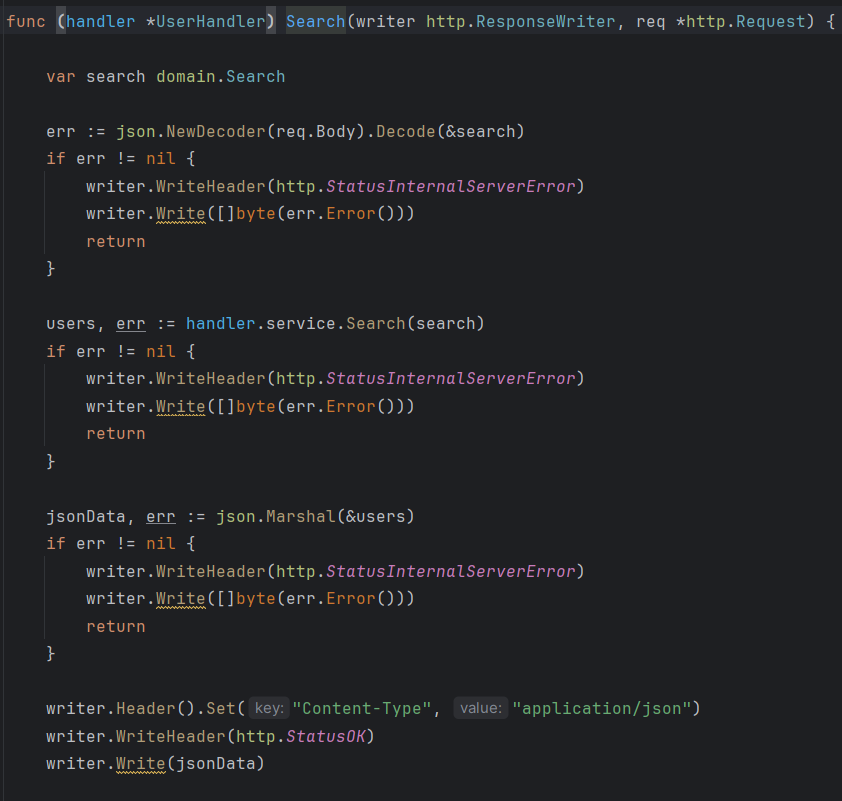 func (handler *UserHandler) Search(writer http.ResponseWriter, req *http.Request) {
var search domain.Search
err := json.NewDecoder(req.Body).Decode(&search)
if err != nil {
writer.WriteHeader(http.StatusInternalServerError)
writer.Write([]byte(err.Error()))
return
}
users, err := handler.service.Search(search)
if err != nil {
writer.WriteHeader(http.StatusInternalServerError)
writer.Write([]byte(err.Error()))
return
}
jsonData, err := json.Marshal(&users)
if err != nil {
writer.WriteHeader(http.StatusInternalServerError)
writer.Write([]byte(err.Error()))
return
}
writer.Header().Set( key: "Content-Type", value: "application/json")
writer.WriteHeader(http.StatusOK)
writer.Write(jsonData)